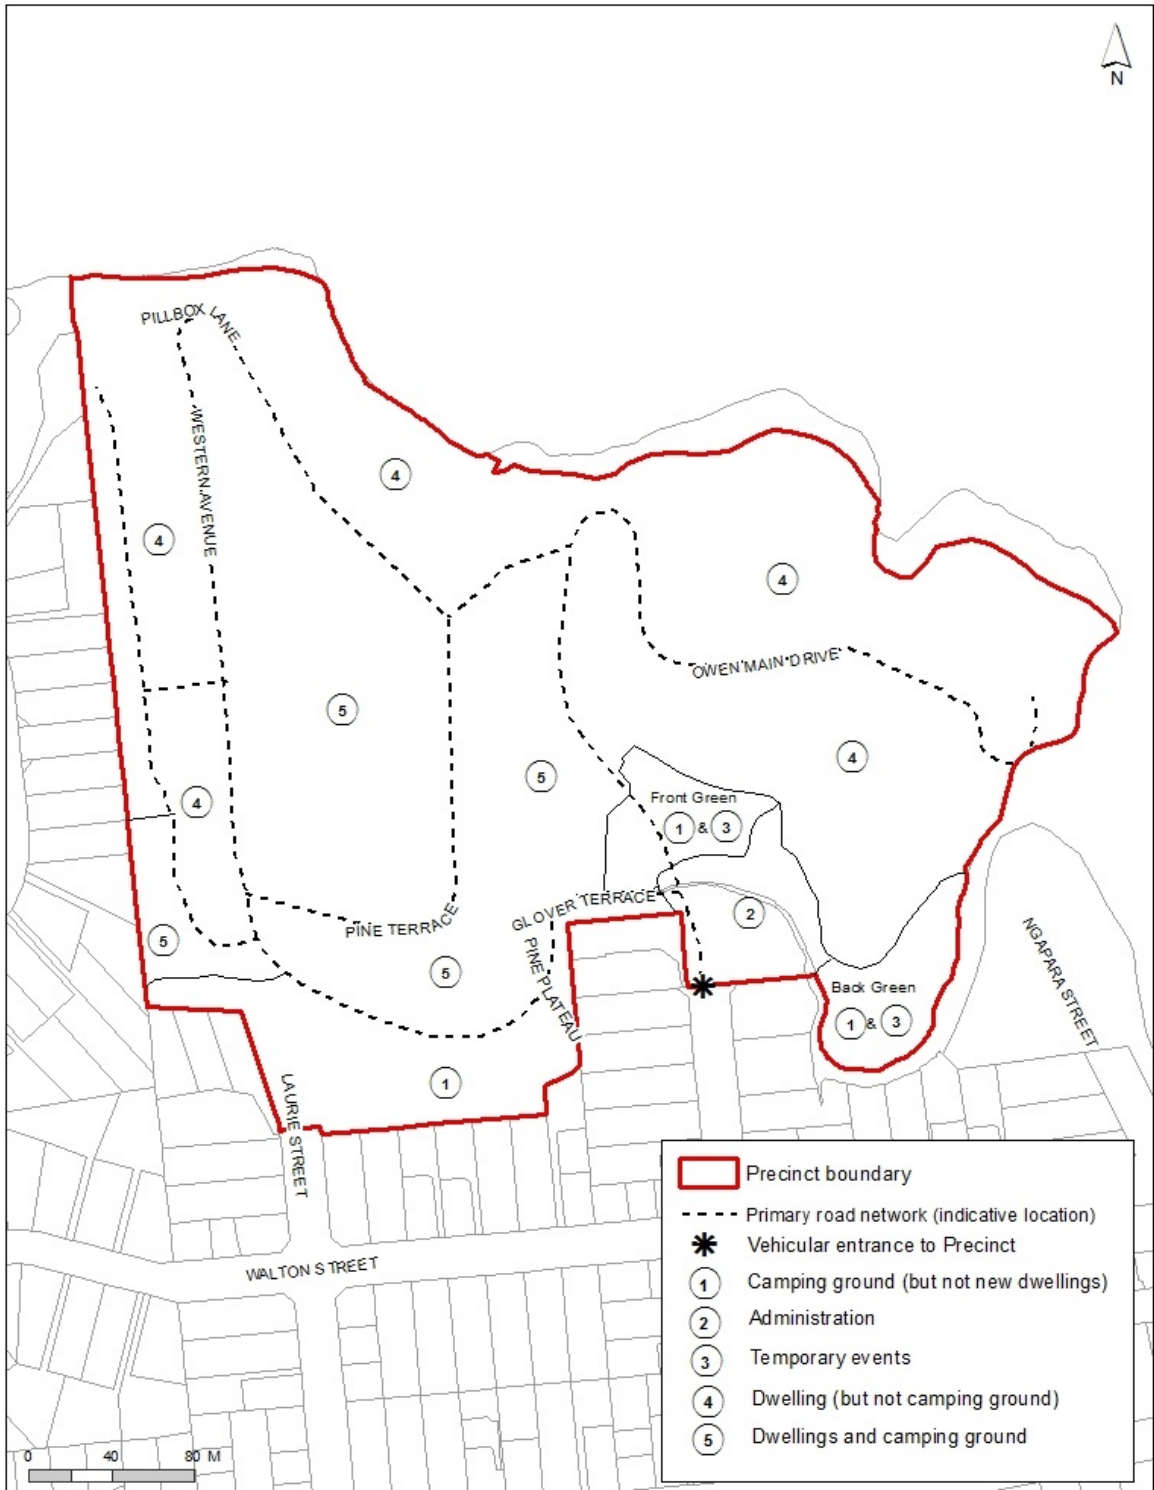 N
PILLBOX LANE
WESTERN AVENUE
4
4
4
OWEN MAIN DRIVE
5
4
5
4
Front Green
1 & 3
GLOVER TERRACE
2
PINE TERRACE
5
5
PINE PLATEAU
NGAPARA STREET
Back Green
1 & 3
1
LAURIE STREET
WALTON STREET
Precinct boundary
Primary road network (indicative location)
Vehicular entrance to Precinct
1 Camping ground (but not new dwellings)
2 Administration
3 Temporary events
4 Dwelling (but not camping ground)
5 Dwellings and camping ground
0 40 80 M